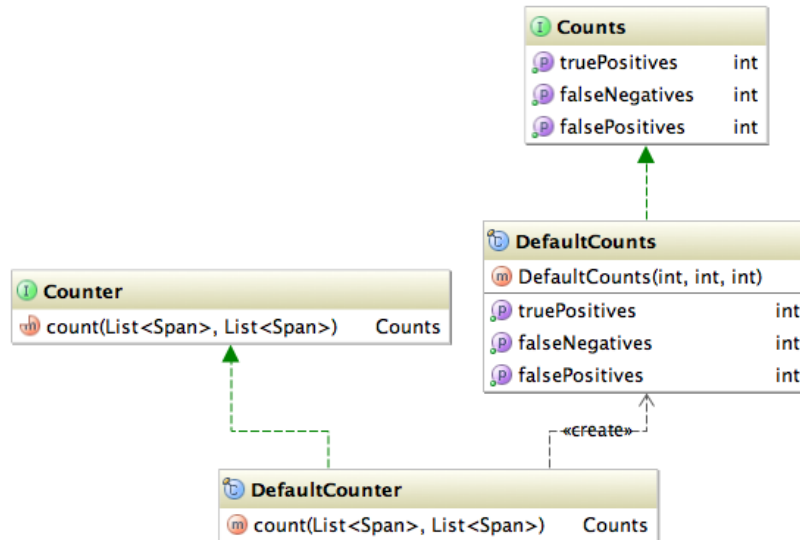 Counts
truePositives int
falseNegatives int
falsePositives int
DefaultCounts
DefaultCounts(int, int, int)
truePositives int
falseNegatives int
falsePositives int
Counter
count(List<Span>, List<Span>) Counts
«create»
DefaultCounter
count(List<Span>, List<Span>) Counts